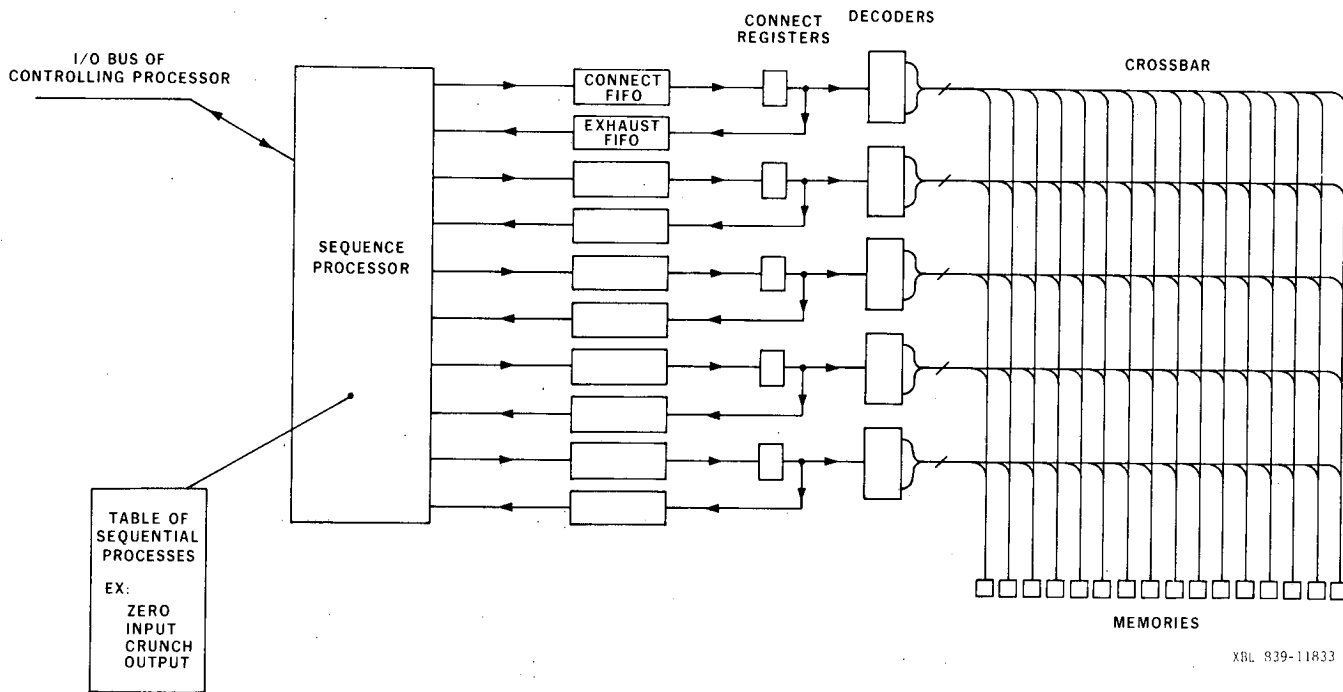 I/O BUS OF
CONTROLLING PROCESSOR
CONNECT
REGISTERS
DECODERS
CROSSBAR
CONNECT
FIFO
EXHAUST
FIFO
SEQUENCE
PROCESSOR
TABLE OF
SEQUENTIAL
PROCESSES
EX:
ZERO
INPUT
CRUNCH
OUTPUT
MEMORIES
XBL 839-11833